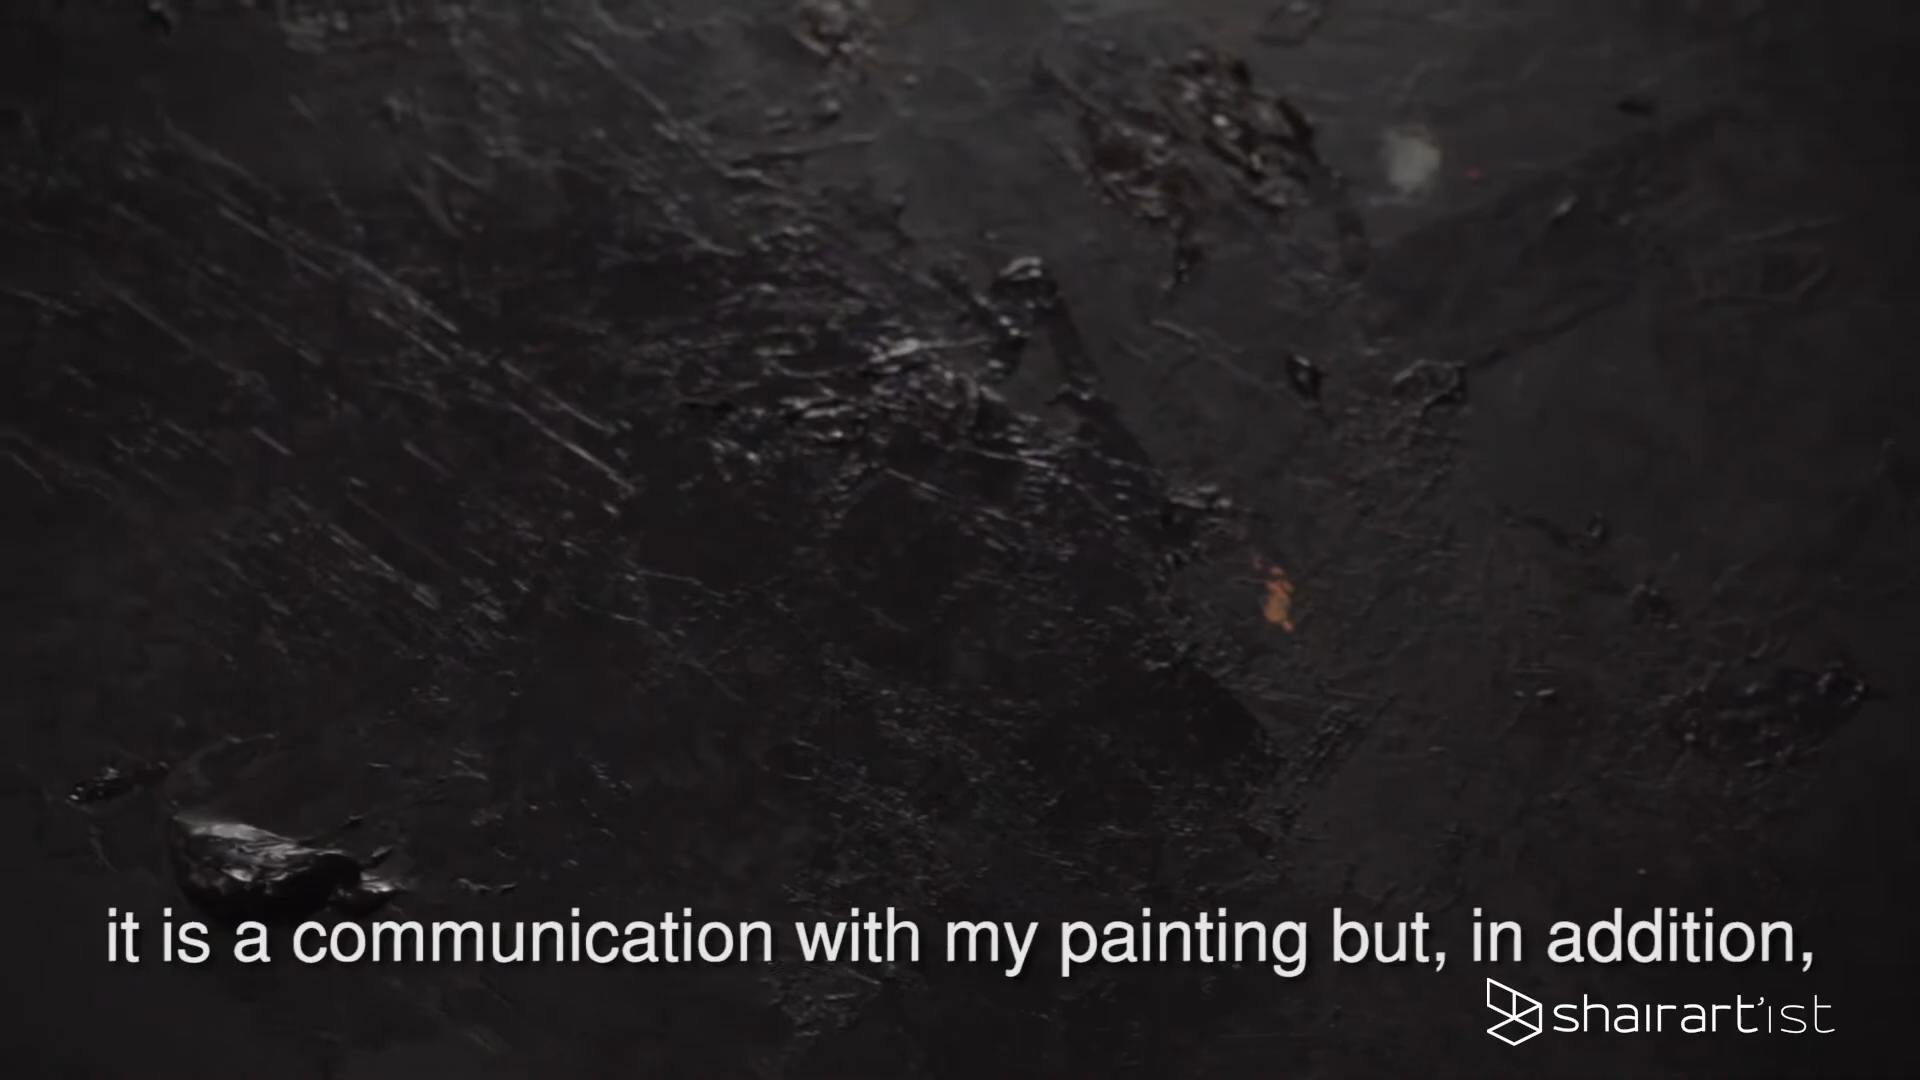 it is a communication with my painting but, in addition,
shairart'ist